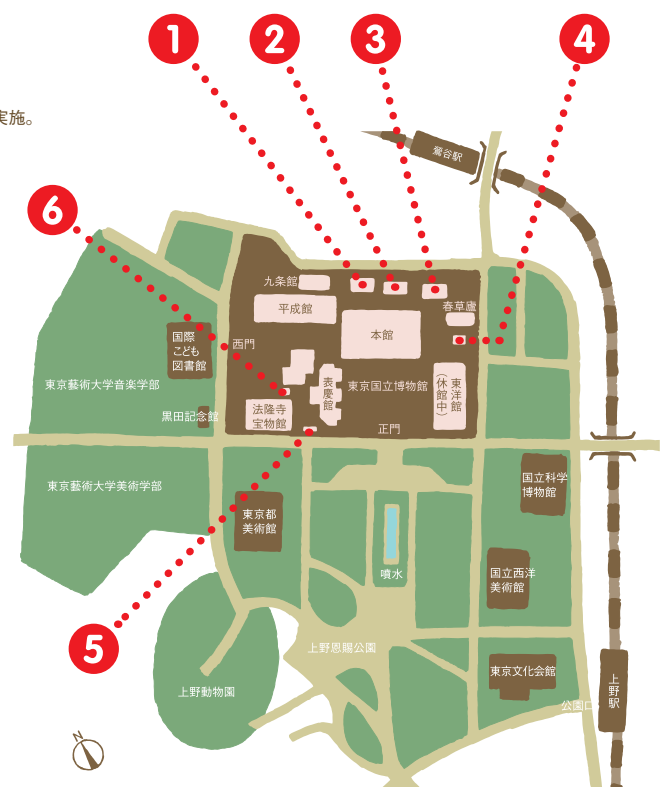 1
2
3
4
実施。
鶯谷駅
6
九条館
平成館
春草廬
本館
国際
こども
図書館
西門
東京藝術大学音楽学部
表慶館
東京国立博物館
東洋館
（休館中）
黒田記念館
法隆寺
宝物館
正門
東京藝術大学美術学部
国立科学
博物館
東京都
美術館
噴水
国立西洋
美術館
5
上野恩賜公園
東京文化会館
上野駅
上野動物園
公園口
N